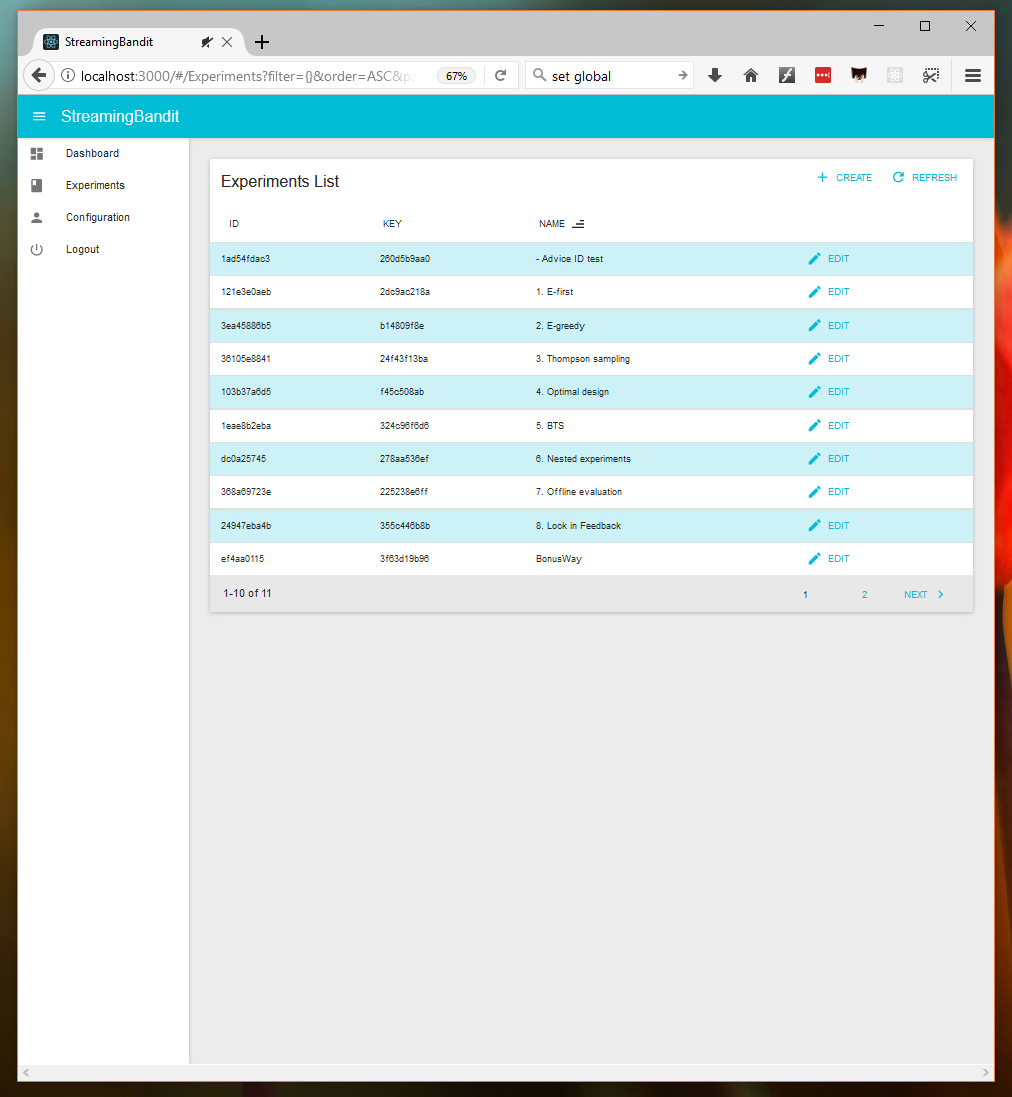 StreamingBandit
localhost:3000/#/Experiments?filter={}&order=ASC&pa
67%
set global
StreamingBandit
Dashboard
Experiments
Configuration
Logout
Experiments List
CREATE
REFRESH
ID KEY NAME
1ad54fdac3 260d5b9aa0 - Advice ID test EDIT
121e3e0aeb 2dc9ac218a 1. E-first EDIT
3ea45886b5 b14809f8e 2. E-greedy EDIT
36105e8841 24f43f13ba 3. Thompson sampling EDIT
103b37a6d5 f45c508ab 4. Optimal design EDIT
1eae8b2eba 324c96f6d6 5. BTS EDIT
dc0a25745 278aa536ef 6. Nested experiments EDIT
368a69723e 225238e6ff 7. Offline evaluation EDIT
24947eba4b 355c446b8b 8. Lock in Feedback EDIT
ef4aa0115 3f63d19b96 BonusWay EDIT
1-10 of 11 1 2 NEXT